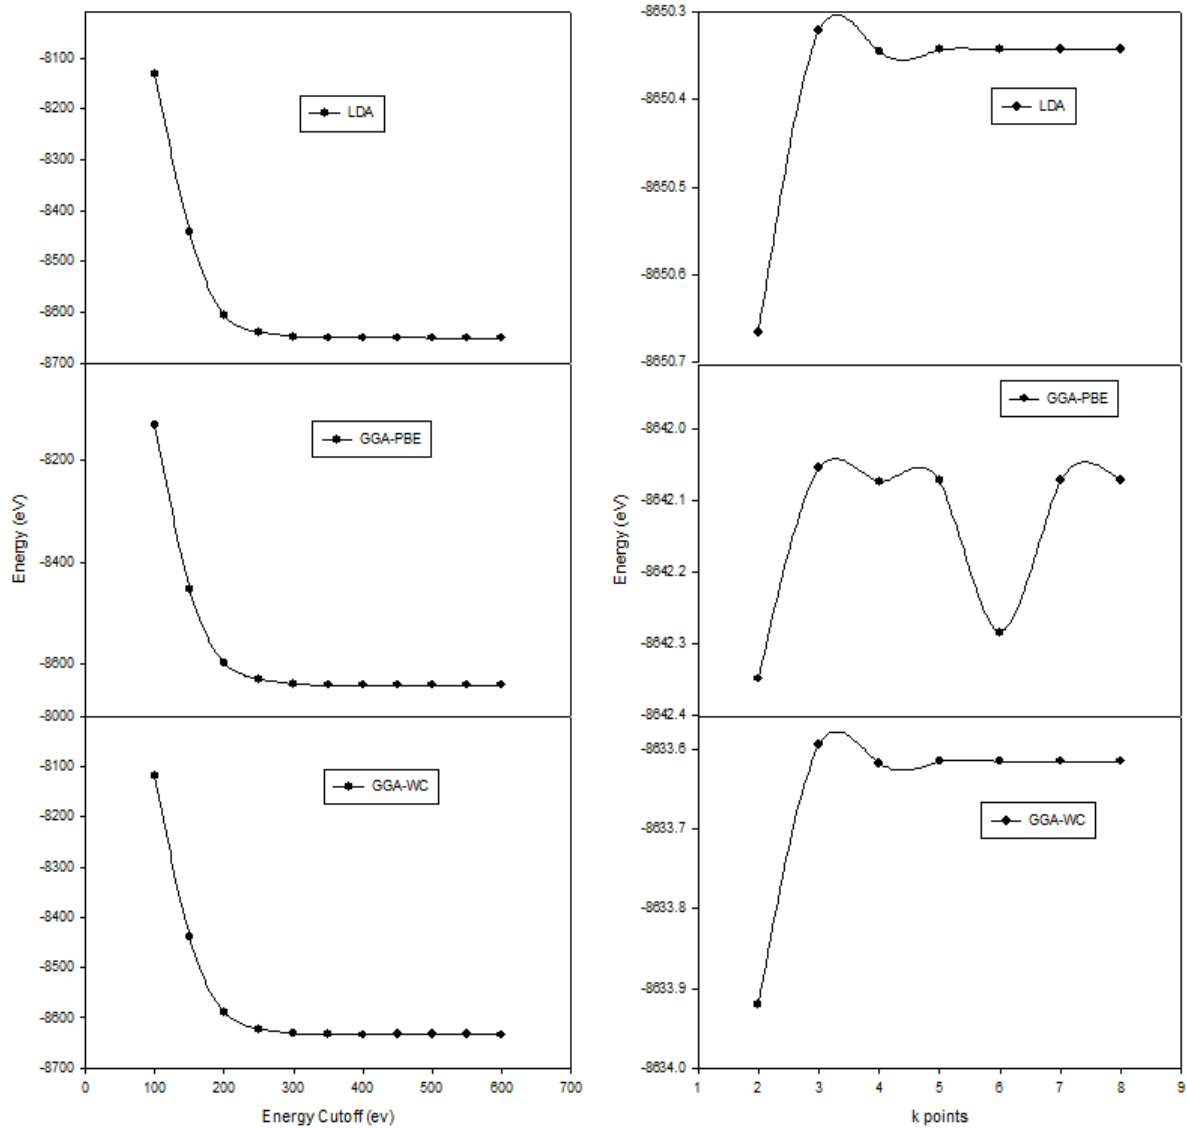 -8100
-8200
-8300
-8400
-8500
-8600
-8700
LDA
-8200
-8400
-8600
-8000
GGA-PBE
Energy (eV)
-8100
-8200
-8300
-8400
-8500
-8600
-8700
GGA-WC
0 100 200 300 400 500 600 700
Energy Cutoff (ev)
-8650.3
-8650.4
-8650.5
-8650.6
-8650.7
LDA
-8642.0
-8642.1
-8642.2
-8642.3
-8642.4
GGA-PBE
Energy (eV)
-8633.6
-8633.7
-8633.8
-8633.9
-8634.0
GGA-WC
1 2 3 4 5 6 7 8 9
k points